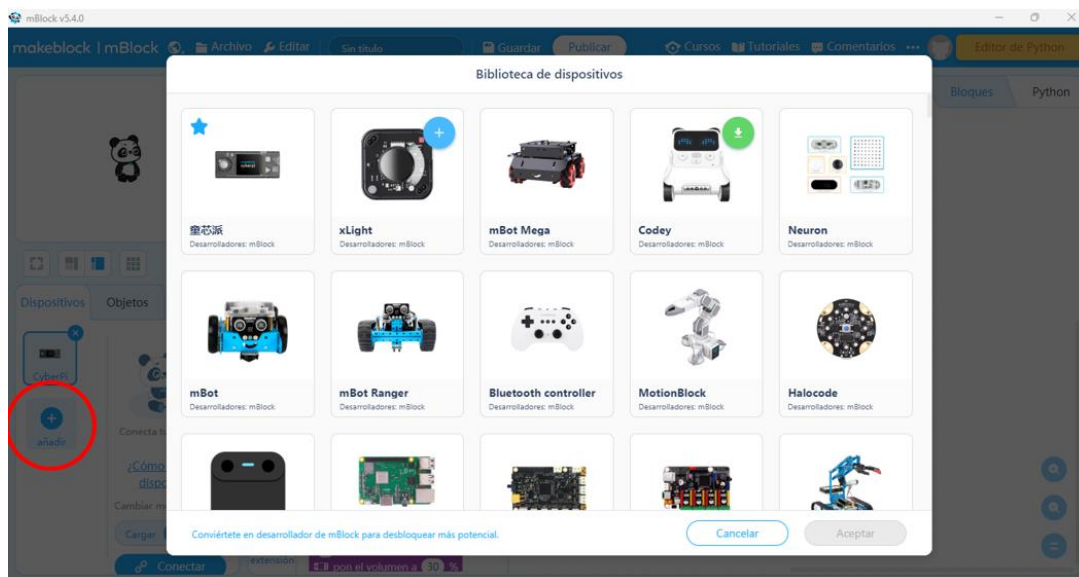 mBlock v5.4.0
makeblock | mBlock Archivo Editar Sin título Guardar Publicar Cursos Tutoriales Comentarios Editor de Python
Biblioteca de dispositivos
Bloques Python
童芯派 xLight mBot Mega Codey Neuron
Desarrolladores: mBlock Desarrolladores: mBlock Desarrolladores: mBlock Desarrolladores: mBlock Desarrolladores: mBlock
Dispositivos Objetos
CyberPi
mBot mBot Ranger Bluetooth controller MotionBlock Halocode
Desarrolladores: mBlock Desarrolladores: mBlock Desarrolladores: mBlock Desarrolladores: mBlock Desarrolladores: mBlock
añadir
Conecta
¿Cómo
Cambiar
Cargar
Conviértete en desarrollador de mBlock para desbloquear más potencial. Cancelar Aceptar
Conectar extensión pon el volumen a 30 %